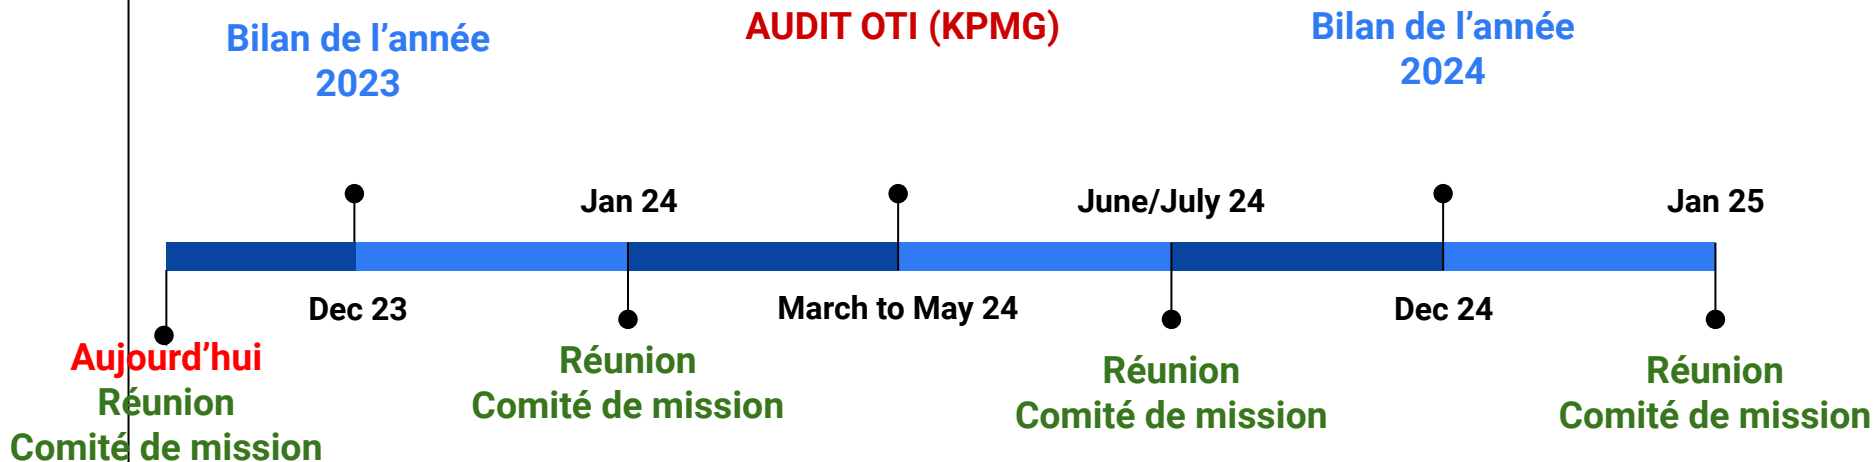 Bilan de l’année
2023
AUDIT OTI (KPMG)
Bilan de l’année
2024
Jan 24
June/July 24
Jan 25
Dec 23
March to May 24
Dec 24
Aujourd’hui
Réunion
Comité de mission
Réunion
Comité de mission
Réunion
Comité de mission
Réunion
Comité de mission